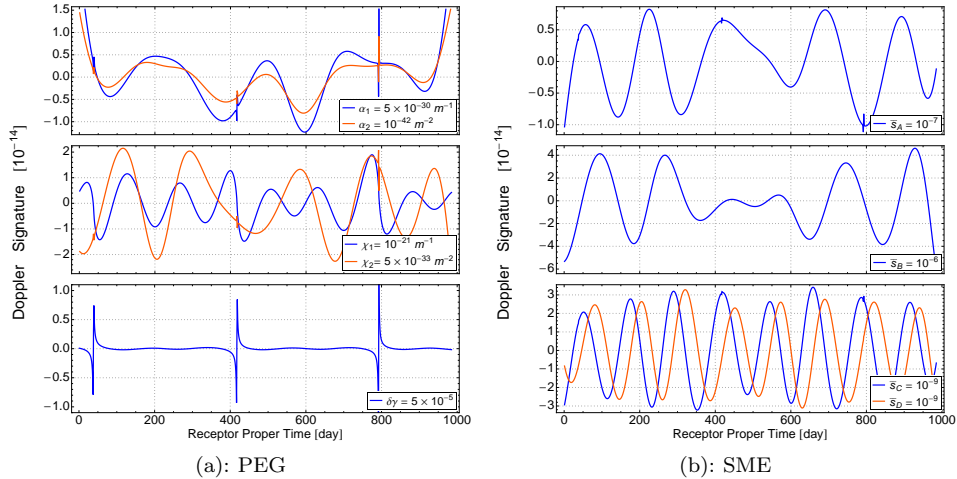 Doppler Signature [10⁻¹⁴]
1.5
1.0
0.5
0.0
−0.5
−1.0
α₁ = 5 × 10⁻³⁰ m⁻¹
α₂ = 10⁻⁴² m⁻²
2
1
0
−1
−2
χ₁ = 10⁻²¹ m⁻¹
χ₂ = 5 × 10⁻³³ m⁻²
1.0
0.5
0.0
−0.5
−1.0
δγ = 5 × 10⁻⁵
0 200 400 600 800 1000
Receptor Proper Time [day]
(a): PEG
Doppler Signature [10⁻¹⁴]
0.5
0.0
−0.5
−1.0
s̅_A = 10⁻⁷
4
2
0
−2
−4
−6
s̅_B = 10⁻⁶
3
2
1
0
−1
−2
−3
s̅_C = 10⁻⁹
s̅_D = 10⁻⁹
0 200 400 600 800 1000
Receptor Proper Time [day]
(b): SME